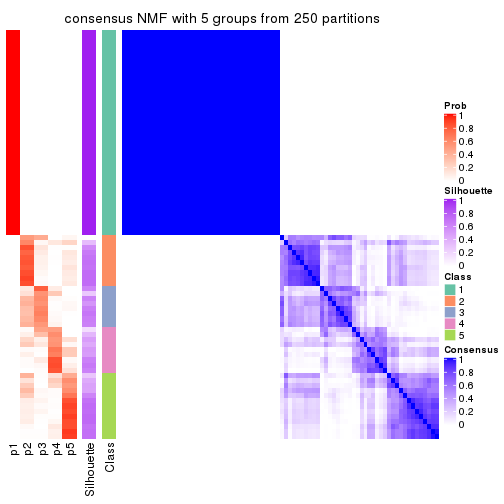 consensus NMF with 5 groups from 250 partitions
Prob
1
0.8
0.6
0.4
0.2
0
Silhouette
1
0.8
0.6
0.4
0.2
0
Class
1
2
3
4
5
Consensus
1
0.8
0.6
0.4
0.2
0
p1
p2
p3
p4
p5
Silhouette
Class